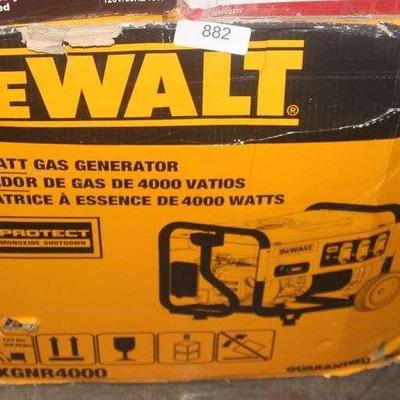 882
eWALT®
ATT GAS GENERATOR
ADOR DE GAS DE 4000 VATIOS
ATRICE À ESSENCE DE 4000 WATTS
PROTECT
MONOXIDE SHUTDOWN
DeWALT
XGNR4000
GUARANTEED